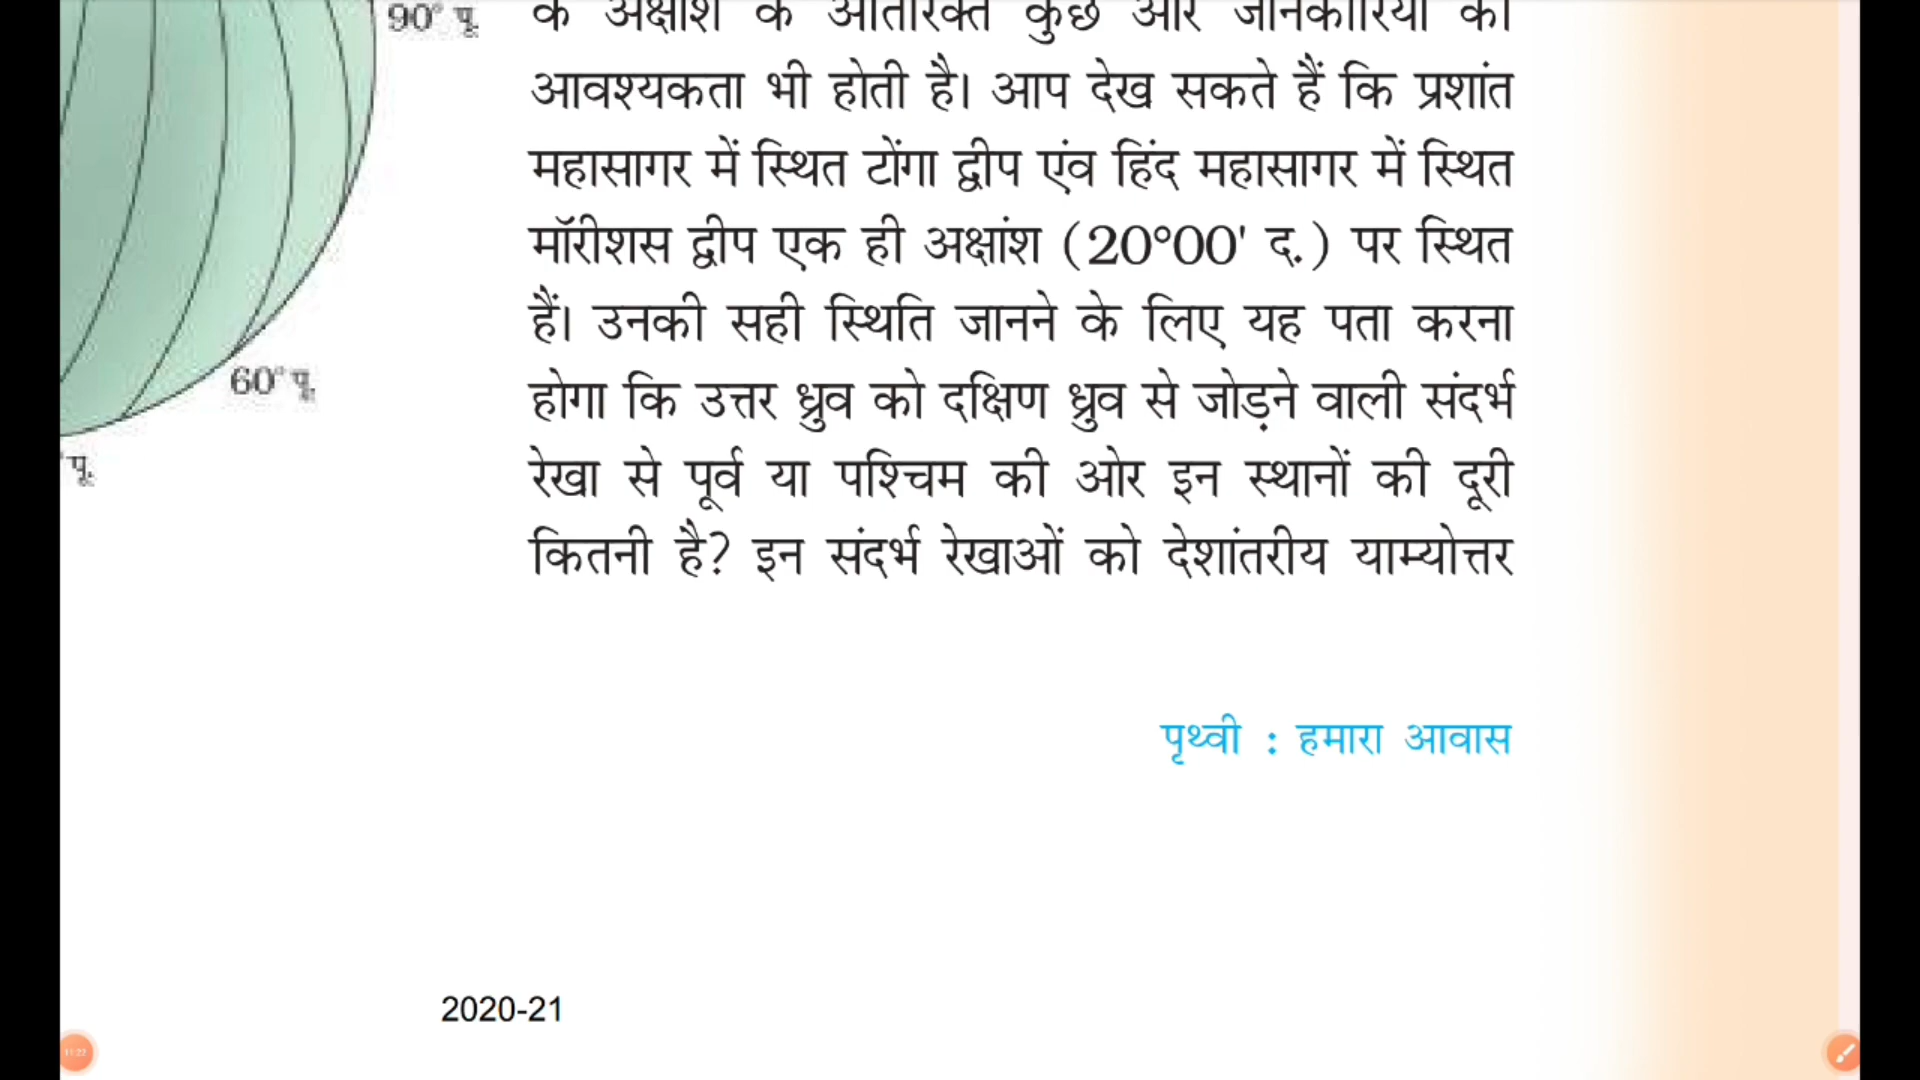 90° पू.
के अक्षांश के अतिरिक्त कुछ और जानकारियों की
आवश्यकता भी होती है। आप देख सकते हैं कि प्रशांत
महासागर में स्थित टोंगा द्वीप एंव हिंद महासागर में स्थित
मॉरीशस द्वीप एक ही अक्षांश (20°00' द.) पर स्थित
हैं। उनकी सही स्थिति जानने के लिए यह पता करना
होगा कि उत्तर ध्रुव को दक्षिण ध्रुव से जोड़ने वाली संदर्भ
रेखा से पूर्व या पश्चिम की ओर इन स्थानों की दूरी
कितनी है? इन संदर्भ रेखाओं को देशांतरीय याम्योत्तर
60° पू.
° पू.
पृथ्वी : हमारा आवास
2020-21
11:22